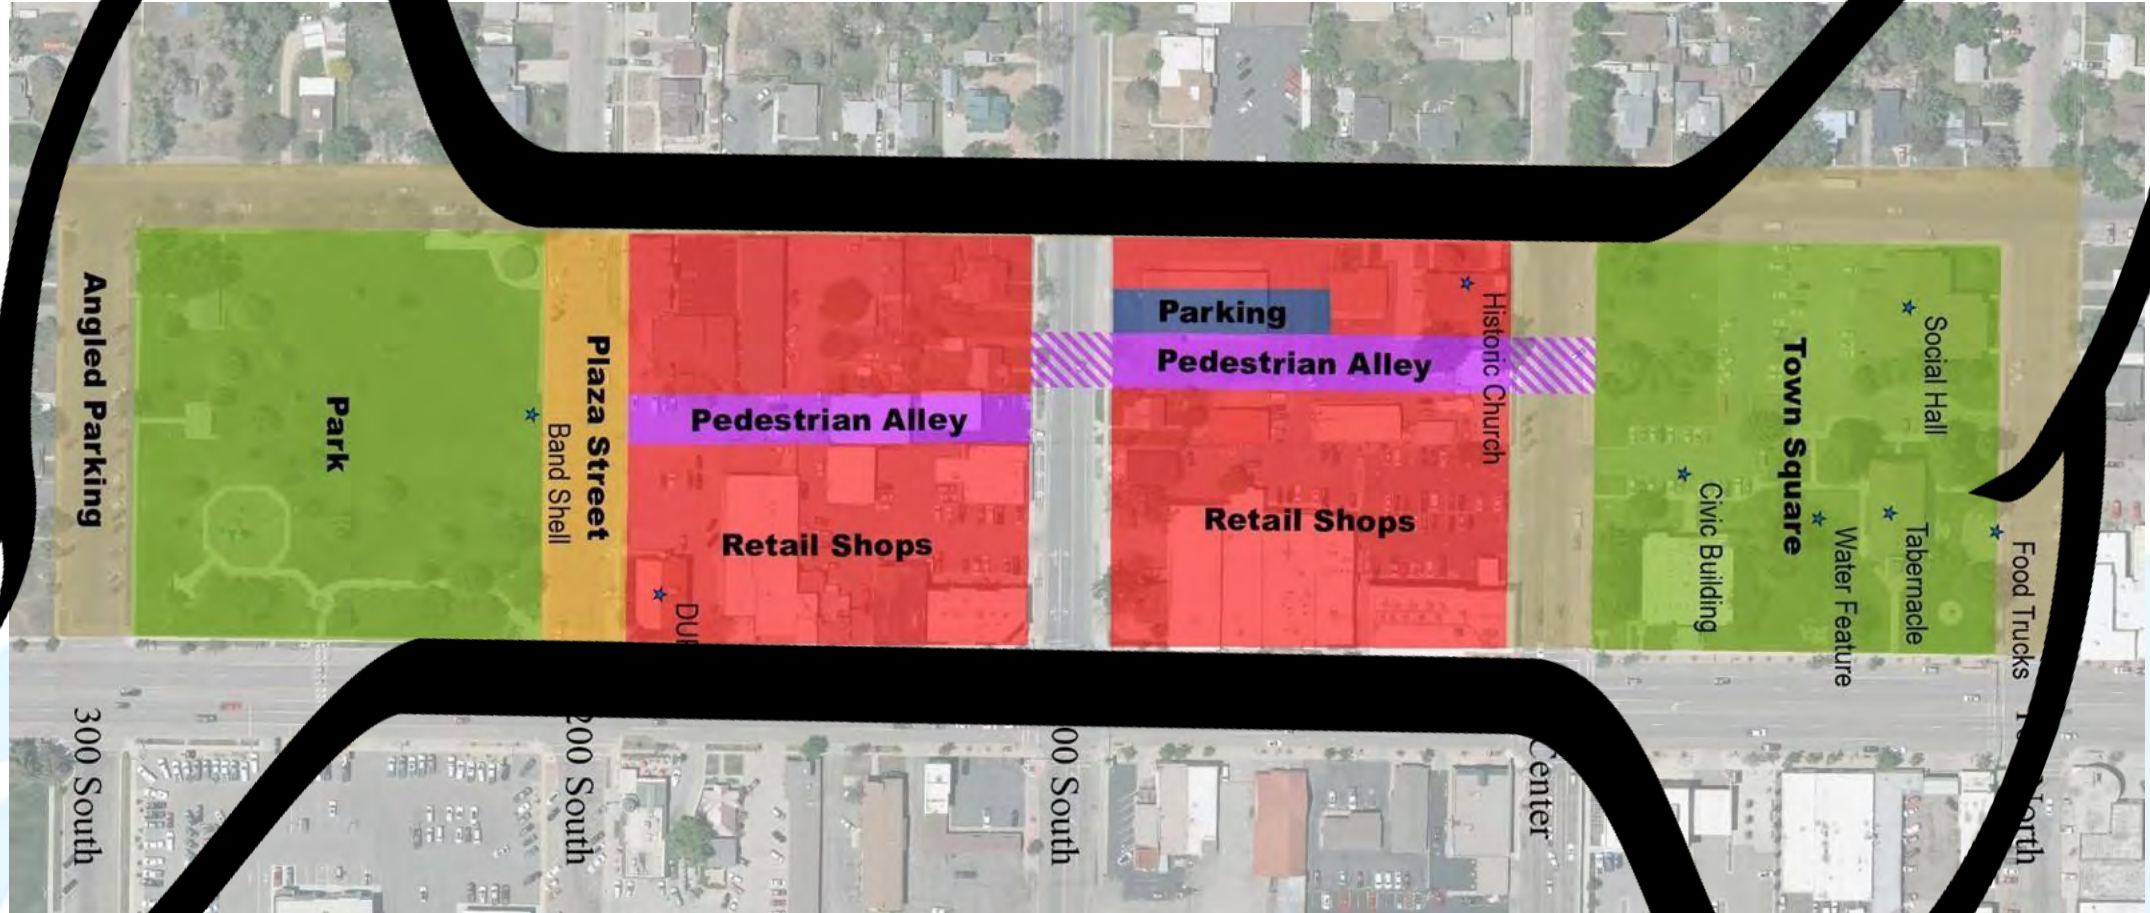 Angled Parking
Park
Band Shell
Plaza Street
Pedestrian Alley
Retail Shops
Parking
Pedestrian Alley
Historic Church
Retail Shops
Town Square
Social Hall
Civic Building
Water Feature
Tabernacle
Food Trucks
300 South
200 South
00 South
Center